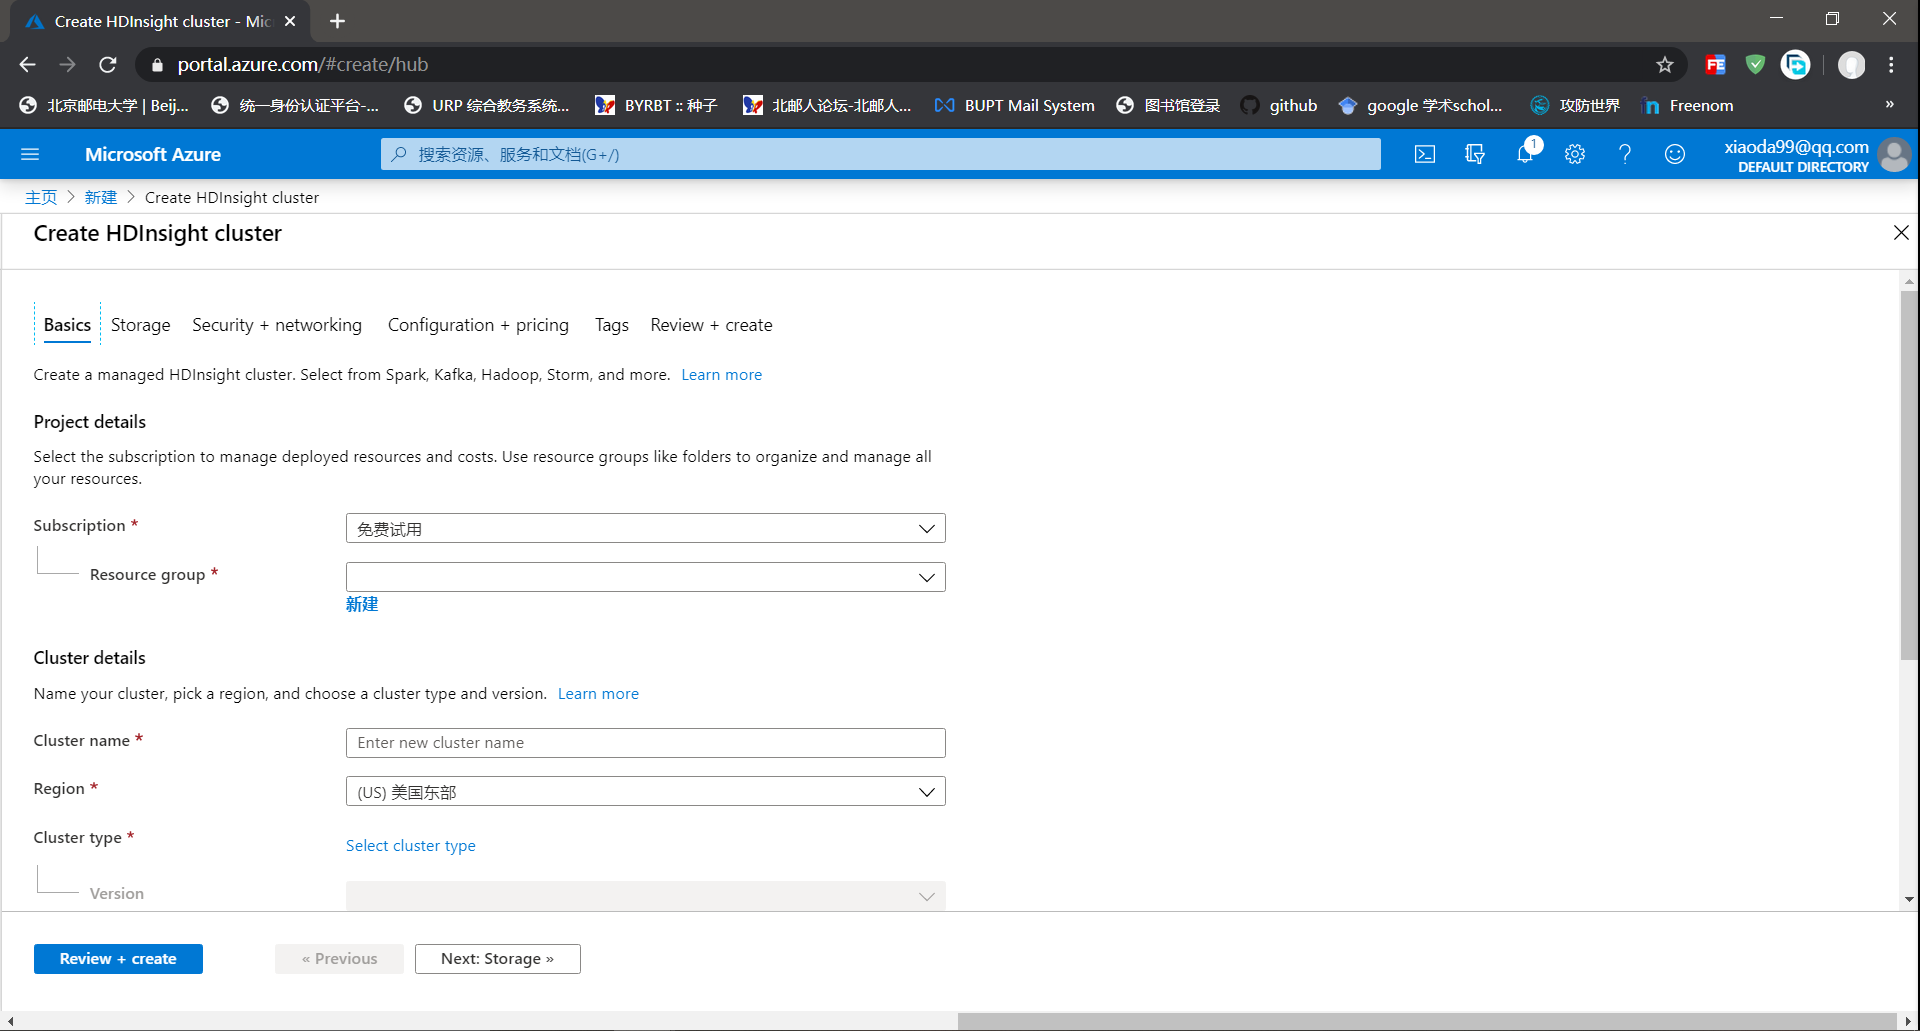 Create HDInsight cluster - Mic
portal.azure.com/#create/hub
北京邮电大学 | Beij...
统一身份认证平台-...
URP 综合教务系统...
BYRBT :: 种子
北邮人论坛-北邮人...
BUPT Mail System
图书馆登录
github
google 学术schol...
攻防世界
Freenom
»
Microsoft Azure
搜索资源、服务和文档(G+/)
1
xiaoda99@qq.com
DEFAULT DIRECTORY
主页 > 新建 > Create HDInsight cluster
Create HDInsight cluster
Basics Storage Security + networking Configuration + pricing Tags Review + create
Create a managed HDInsight cluster. Select from Spark, Kafka, Hadoop, Storm, and more. Learn more
Project details
Select the subscription to manage deployed resources and costs. Use resource groups like folders to organize and manage all
your resources.
Subscription *
免费试用
Resource group *
新建
Cluster details
Name your cluster, pick a region, and choose a cluster type and version. Learn more
Cluster name *
Enter new cluster name
Region *
(US) 美国东部
Cluster type *
Select cluster type
Version
Review + create
« Previous
Next: Storage »